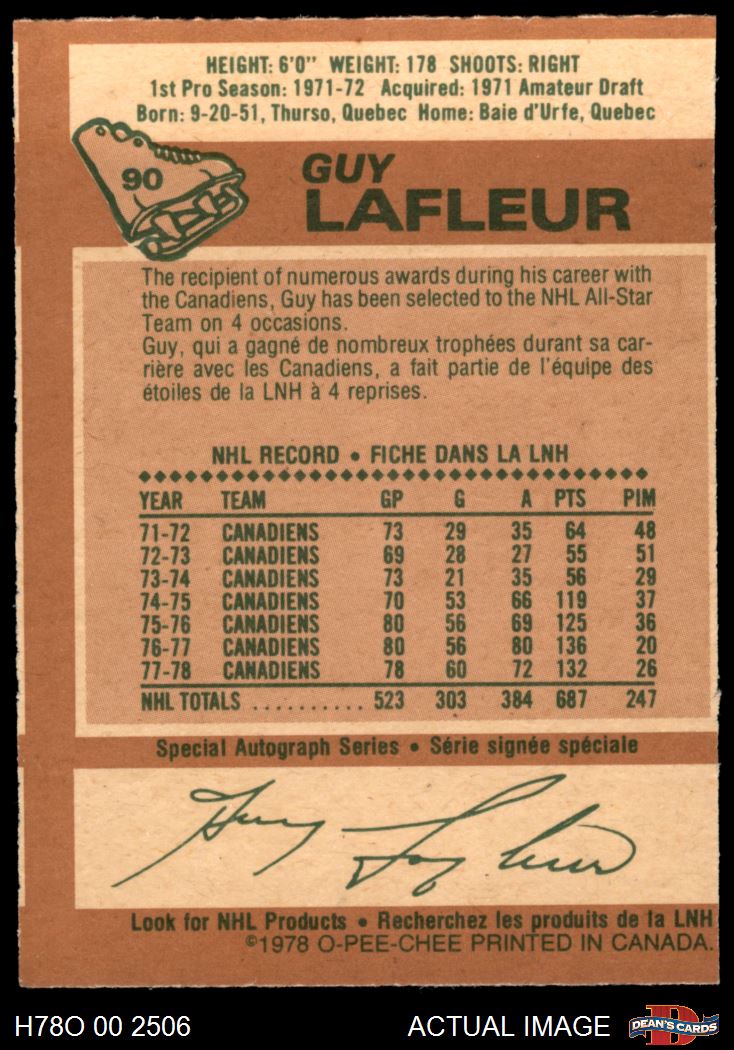 HEIGHT: 6'0" WEIGHT: 178 SHOOTS: RIGHT
1st Pro Season: 1971-72 Acquired: 1971 Amateur Draft
Born: 9-20-51, Thurso, Quebec Home: Baie d'Urfe, Quebec
90
GUY
LAFLEUR
The recipient of numerous awards during his career with
the Canadiens, Guy has been selected to the NHL All-Star
Team on 4 occasions.
Guy, qui a gagné de nombreux trophées durant sa car-
rière avec les Canadiens, a fait partie de l'équipe des
étoiles de la LNH à 4 reprises.
NHL RECORD • FICHE DANS LA LNH
YEAR TEAM GP G A PTS PIM
71-72 CANADIENS 73 29 35 64 48
72-73 CANADIENS 69 28 27 55 51
73-74 CANADIENS 73 21 35 56 29
74-75 CANADIENS 70 53 66 119 37
75-76 CANADIENS 80 56 69 125 36
76-77 CANADIENS 80 56 80 136 20
77-78 CANADIENS 78 60 72 132 26
NHL TOTALS .......... 523 303 384 687 247
Special Autograph Series • Série signée spéciale
Guy Lafleur
Look for NHL Products • Recherchez les produits de la LNH
©1978 O-PEE-CHEE PRINTED IN CANADA.
H78O 00 2506 ACTUAL IMAGE DEAN'S CARDS